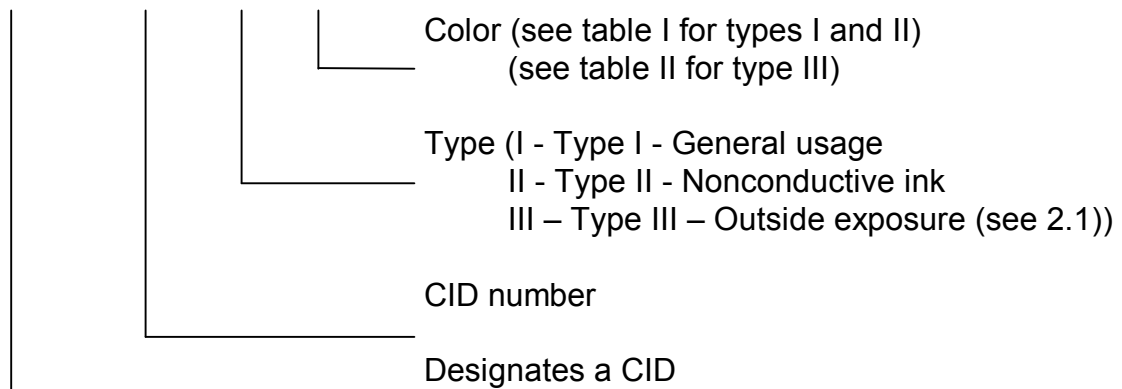 Color (see table I for types I and II)
(see table II for type III)
Type (I - Type I - General usage
II - Type II - Nonconductive ink
III – Type III – Outside exposure (see 2.1))
CID number
Designates a CID